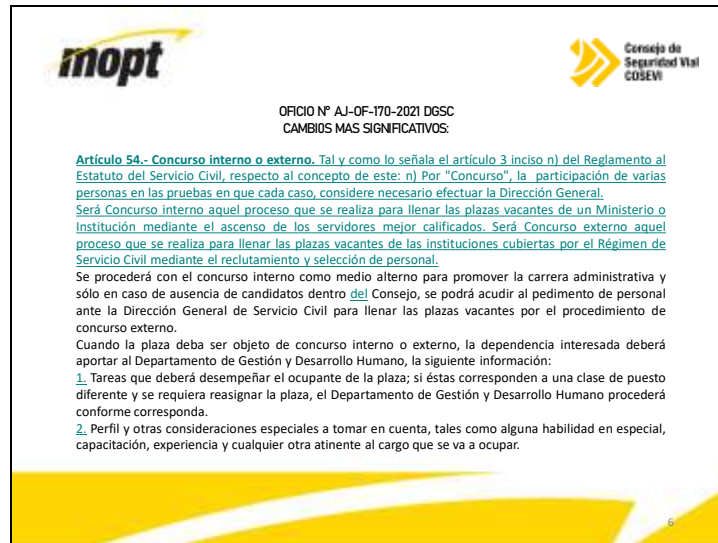 mopt
Consejo de
Seguridad Vial
COSEVI
OFICIO N° AJ-OF-170-2021 DGSC
CAMBIOS MAS SIGNIFICATIVOS:
Artículo 54.- Concurso interno o externo. Tal y como lo señala el artículo 3 inciso n) del Reglamento al
Estatuto del Servicio Civil, respecto al concepto de este: n) Por "Concurso", la participación de varias
personas en las pruebas en que cada caso, considere necesario efectuar la Dirección General.
Será Concurso interno aquel proceso que se realiza para llenar las plazas vacantes de un Ministerio o
Institución mediante el ascenso de los servidores mejor calificados. Será Concurso externo aquel
proceso que se realiza para llenar las plazas vacantes de las instituciones cubiertas por el Régimen de
Servicio Civil mediante el reclutamiento y selección de personal.
Se procederá con el concurso interno como medio alterno para promover la carrera administrativa y
sólo en caso de ausencia de candidatos dentro del Consejo, se podrá acudir al pedimento de personal
ante la Dirección General de Servicio Civil para llenar las plazas vacantes por el procedimiento de
concurso externo.
Cuando la plaza deba ser objeto de concurso interno o externo, la dependencia interesada deberá
aportar al Departamento de Gestión y Desarrollo Humano, la siguiente información:
1. Tareas que deberá desempeñar el ocupante de la plaza; si éstas corresponden a una clase de puesto
diferente y se requiera reasignar la plaza, el Departamento de Gestión y Desarrollo Humano procederá
conforme corresponda.
2. Perfil y otras consideraciones especiales a tomar en cuenta, tales como alguna habilidad en especial,
capacitación, experiencia y cualquier otra atinente al cargo que se va a ocupar.
6